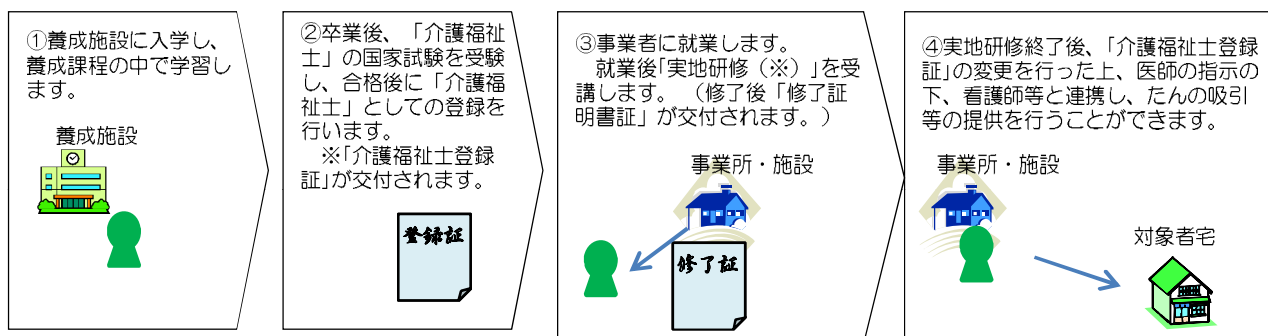 ①養成施設に入学し、
養成課程の中で学習し
ます。
養成施設
②卒業後、「介護福祉
士」の国家試験を受験
し、合格後に「介護福
祉士」としての登録を
行います。
※「介護福祉士登録
証」が交付されます。
登録証
③事業者に就業します。
就業後「実地研修（※）」を受
講します。　（修了後「修了証
明書証」が交付されます。）
事業所・施設
修了証
④実地研修終了後、「介護福祉士登録
証」の変更を行った上、医師の指示の
下、看護師等と連携し、たんの吸引
等の提供を行うことができます。
事業所・施設
対象者宅